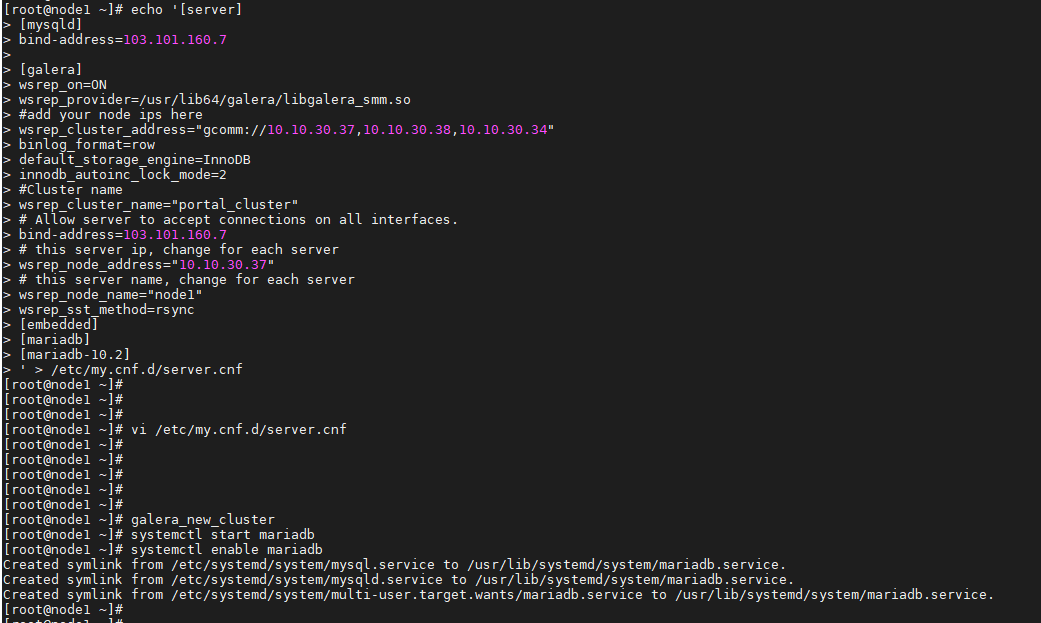 [root@node1 ~]# echo '[server]
> [mysqld]
> bind-address=103.101.160.7
>
> [galera]
> wsrep_on=ON
> wsrep_provider=/usr/lib64/galera/libgalera_smm.so
> #add your node ips here
> wsrep_cluster_address="gcomm://10.10.30.37,10.10.30.38,10.10.30.34"
> binlog_format=row
> default_storage_engine=InnoDB
> innodb_autoinc_lock_mode=2
> #Cluster name
> wsrep_cluster_name="portal_cluster"
> # Allow server to accept connections on all interfaces.
> bind-address=103.101.160.7
> # this server ip, change for each server
> wsrep_node_address="10.10.30.37"
> # this server name, change for each server
> wsrep_node_name="node1"
> wsrep_sst_method=rsync
> [embedded]
> [mariadb]
> [mariadb-10.2]
> ' > /etc/my.cnf.d/server.cnf
[root@node1 ~]#
[root@node1 ~]#
[root@node1 ~]#
[root@node1 ~]# vi /etc/my.cnf.d/server.cnf
[root@node1 ~]#
[root@node1 ~]#
[root@node1 ~]#
[root@node1 ~]#
[root@node1 ~]#
[root@node1 ~]# galera_new_cluster
[root@node1 ~]# systemctl start mariadb
[root@node1 ~]# systemctl enable mariadb
Created symlink from /etc/systemd/system/mysql.service to /usr/lib/systemd/system/mariadb.service.
Created symlink from /etc/systemd/system/mysqld.service to /usr/lib/systemd/system/mariadb.service.
Created symlink from /etc/systemd/system/multi-user.target.wants/mariadb.service to /usr/lib/systemd/system/mariadb.service.
[root@node1 ~]#
[root@node1 ~]#